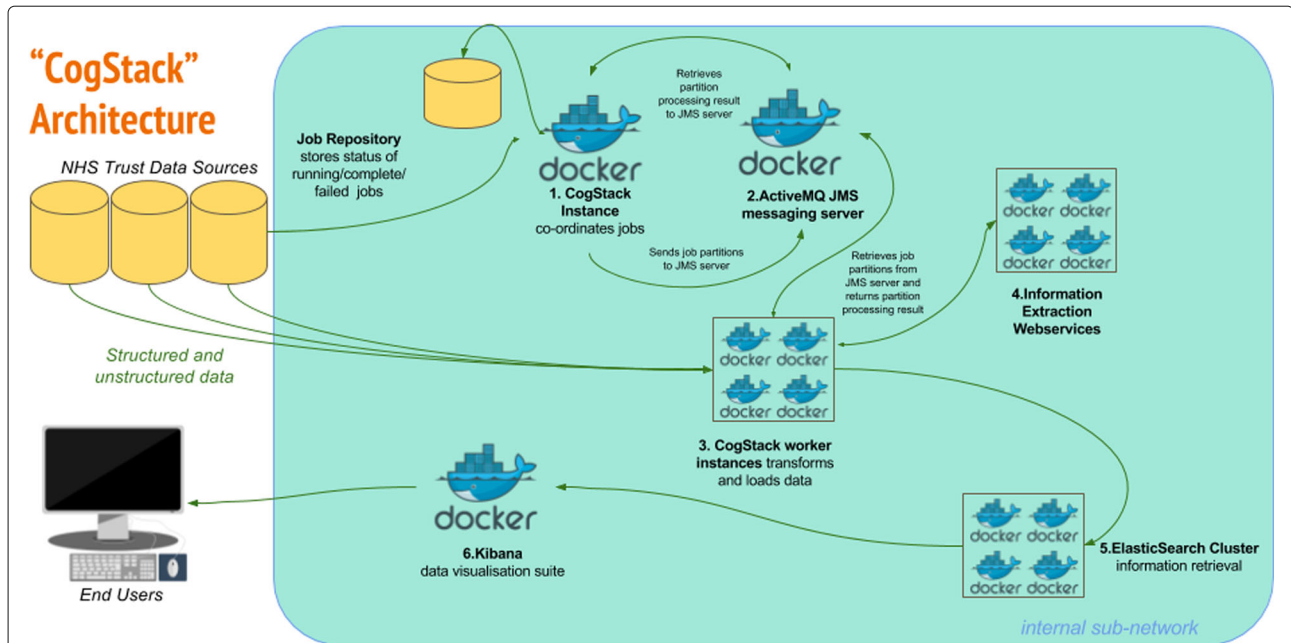 “CogStack”
Architecture
NHS Trust Data Sources
Job Repository
stores status of
running/complete/
failed jobs
docker
1. CogStack
Instance
co-ordinates jobs
Retrieves
partition
processing result
to JMS server
docker
2.ActiveMQ JMS
messaging server
Sends job partitions
to JMS server
Retrieves job
partitions from
JMS server and
returns partition
processing result
docker docker
docker docker
4.Information
Extraction
Webservices
Structured and
unstructured data
docker docker
docker docker
3. CogStack worker
instances transforms
and loads data
docker
6.Kibana
data visualisation suite
docker docker
docker docker
5.ElasticSearch Cluster
information retrieval
End Users
internal sub-network